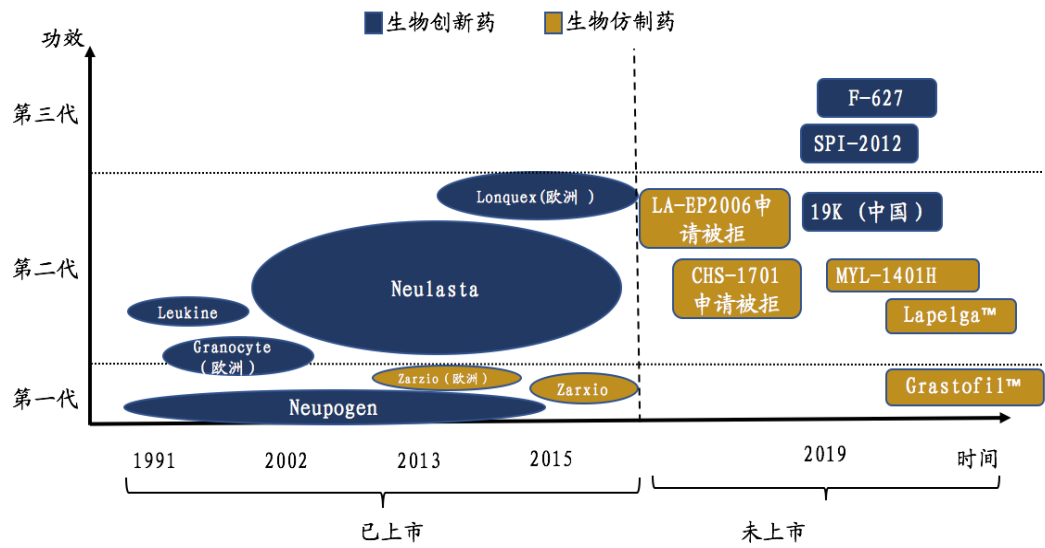 生物创新药
生物仿制药
功效
第三代
F-627
SPI-2012
Lonquex(欧洲 )
LA-EP2006申
请被拒
19K (中国 )
第二代
Neulasta
CHS-1701
申请被拒
MYL-1401H
Leukine
Lapelga™
Granocyte
(欧洲 )
第一代
Zarzio (欧洲 )
Zarxio
Grastofil™
Neupogen
1991
2002
2013
2015
2019
时间
已上市
未上市